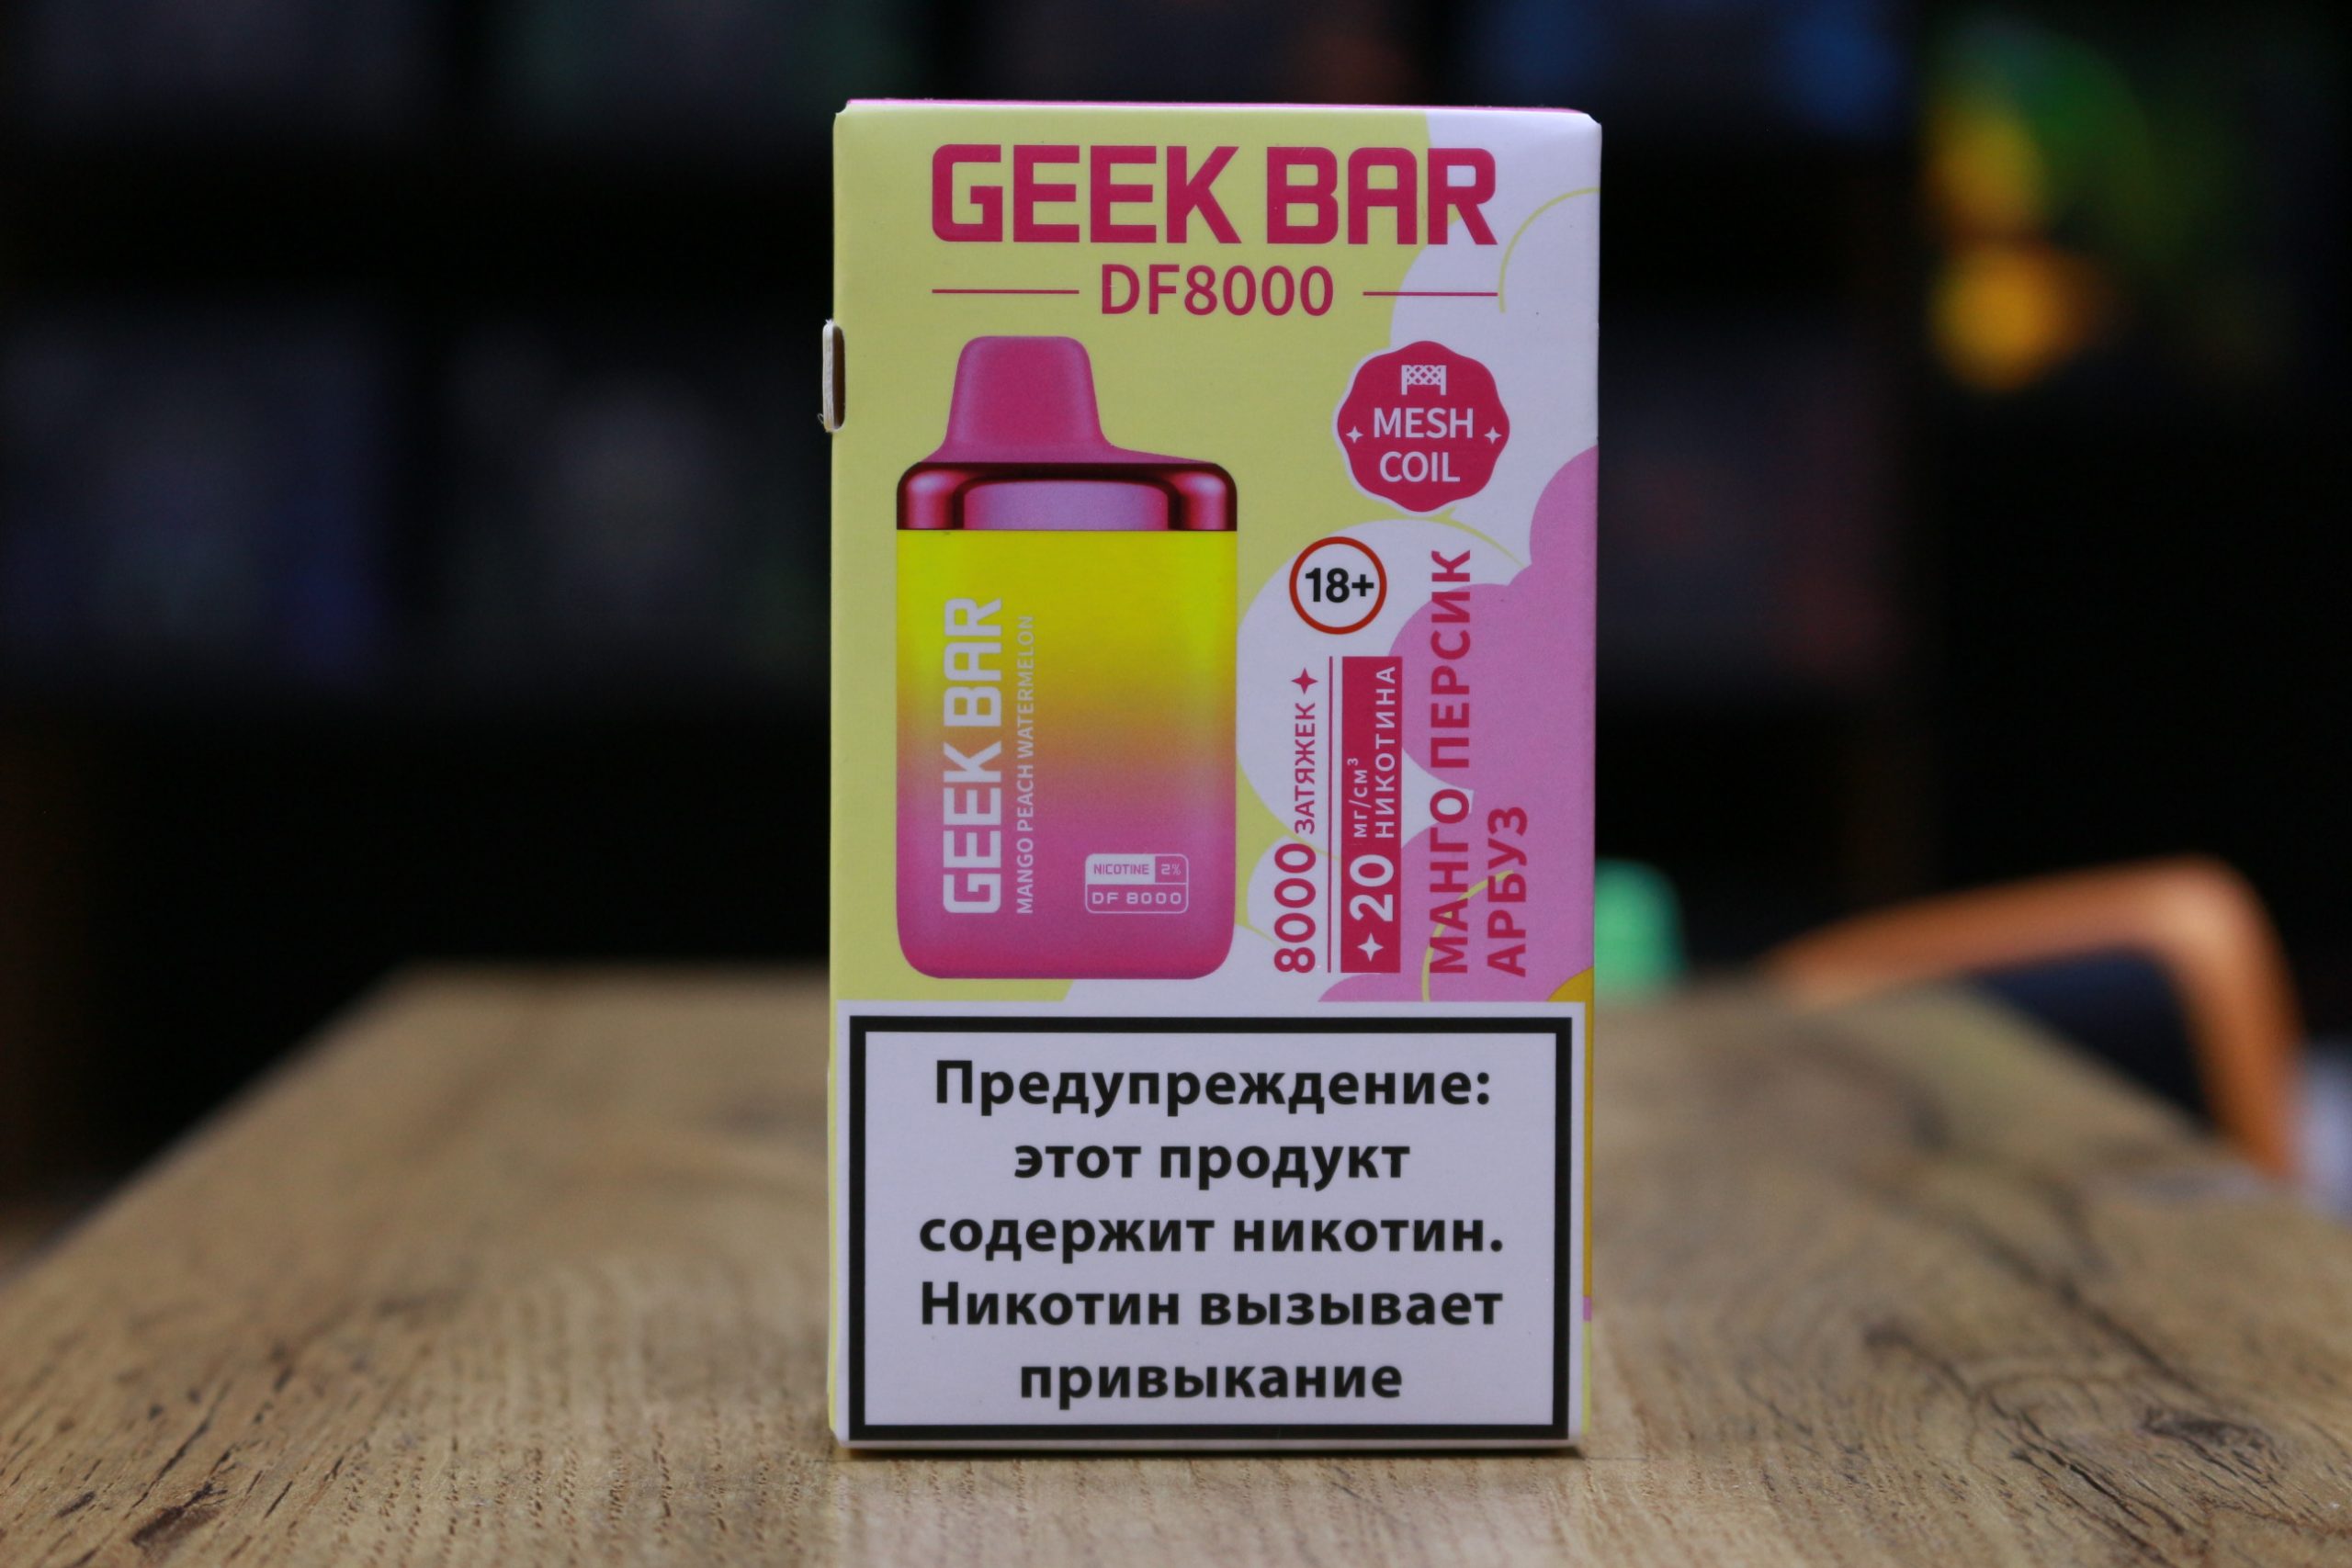 GEEK BAR
DF8000
MESH
COIL
18+
GEEK BAR
MANGO PEACH WATERMELON
NICOTINE 2%
DF 8000
8000 ЗАТЯЖЕК
20 мг/см³
НИКОТИНА
МАНГО ПЕРСИК
АРБУЗ
Предупреждение:
этот продукт
содержит никотин.
Никотин вызывает
привыкание